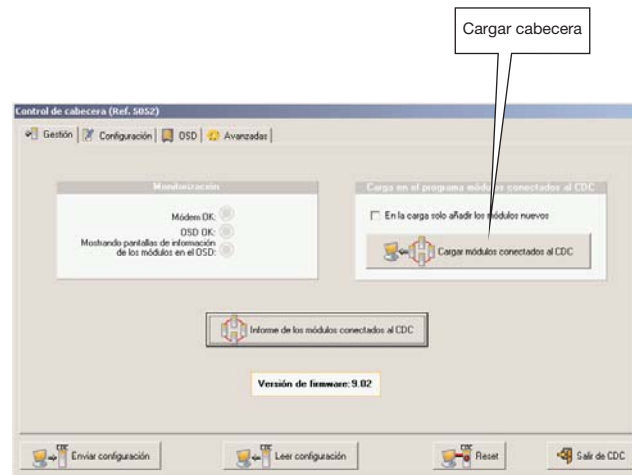 Cargar cabecera
Control de cabecera (Ref. 5052)
Gestión Configuración OSD Avanzadas
Monitorización
Módem OK:
OSD OK:
Mostrando pantallas de información
de los módulos en el OSD:
Carga en el programa módulos conectados al CDC
En la carga solo añadir los módulos nuevos
Cargar módulos conectados al CDC
Informe de los módulos conectados al CDC
Versión de firmware: 9.02
CDC Enviar configuración
CDC Leer configuración
CDC Reset
Salir de CDC